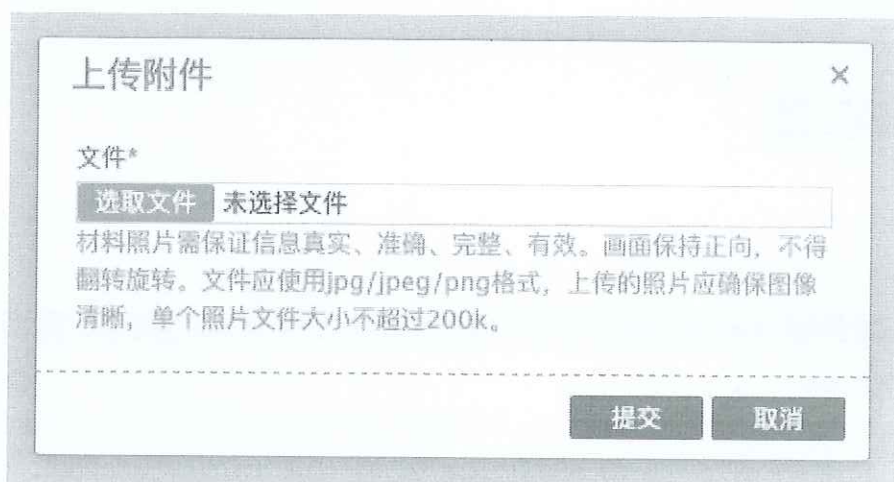 上传附件
×
文件*
选取文件 未选择文件
材料照片需保证信息真实、准确、完整、有效。画面保持正向，不得
翻转旋转。文件应使用jpg/jpeg/png格式，上传的照片应确保图像
清晰，单个照片文件大小不超过200k。
提交 取消